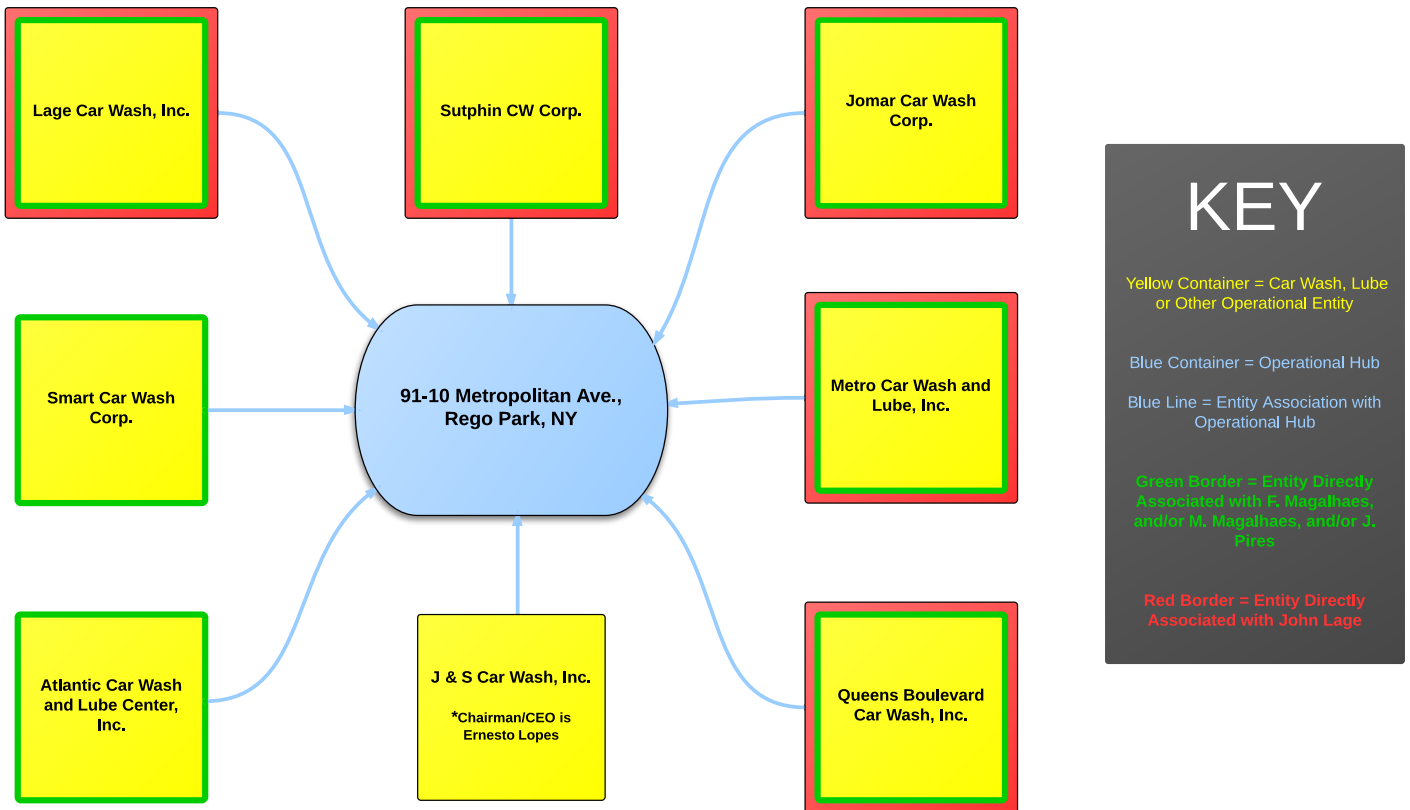 Lage Car Wash, Inc.
Sutphin CW Corp.
Jomar Car Wash
Corp.
Smart Car Wash
Corp.
91-10 Metropolitan Ave.,
Rego Park, NY
Metro Car Wash and
Lube, Inc.
Atlantic Car Wash
and Lube Center,
Inc.
J & S Car Wash, Inc.
*Chairman/CEO is
Ernesto Lopes
Queens Boulevard
Car Wash, Inc.
KEY
Yellow Container = Car Wash, Lube
or Other Operational Entity
Blue Container = Operational Hub
Blue Line = Entity Association with
Operational Hub
Green Border = Entity Directly
Associated with F. Magalhaes,
and/or M. Magalhaes, and/or J.
Pires
Red Border = Entity Directly
Associated with John Lage